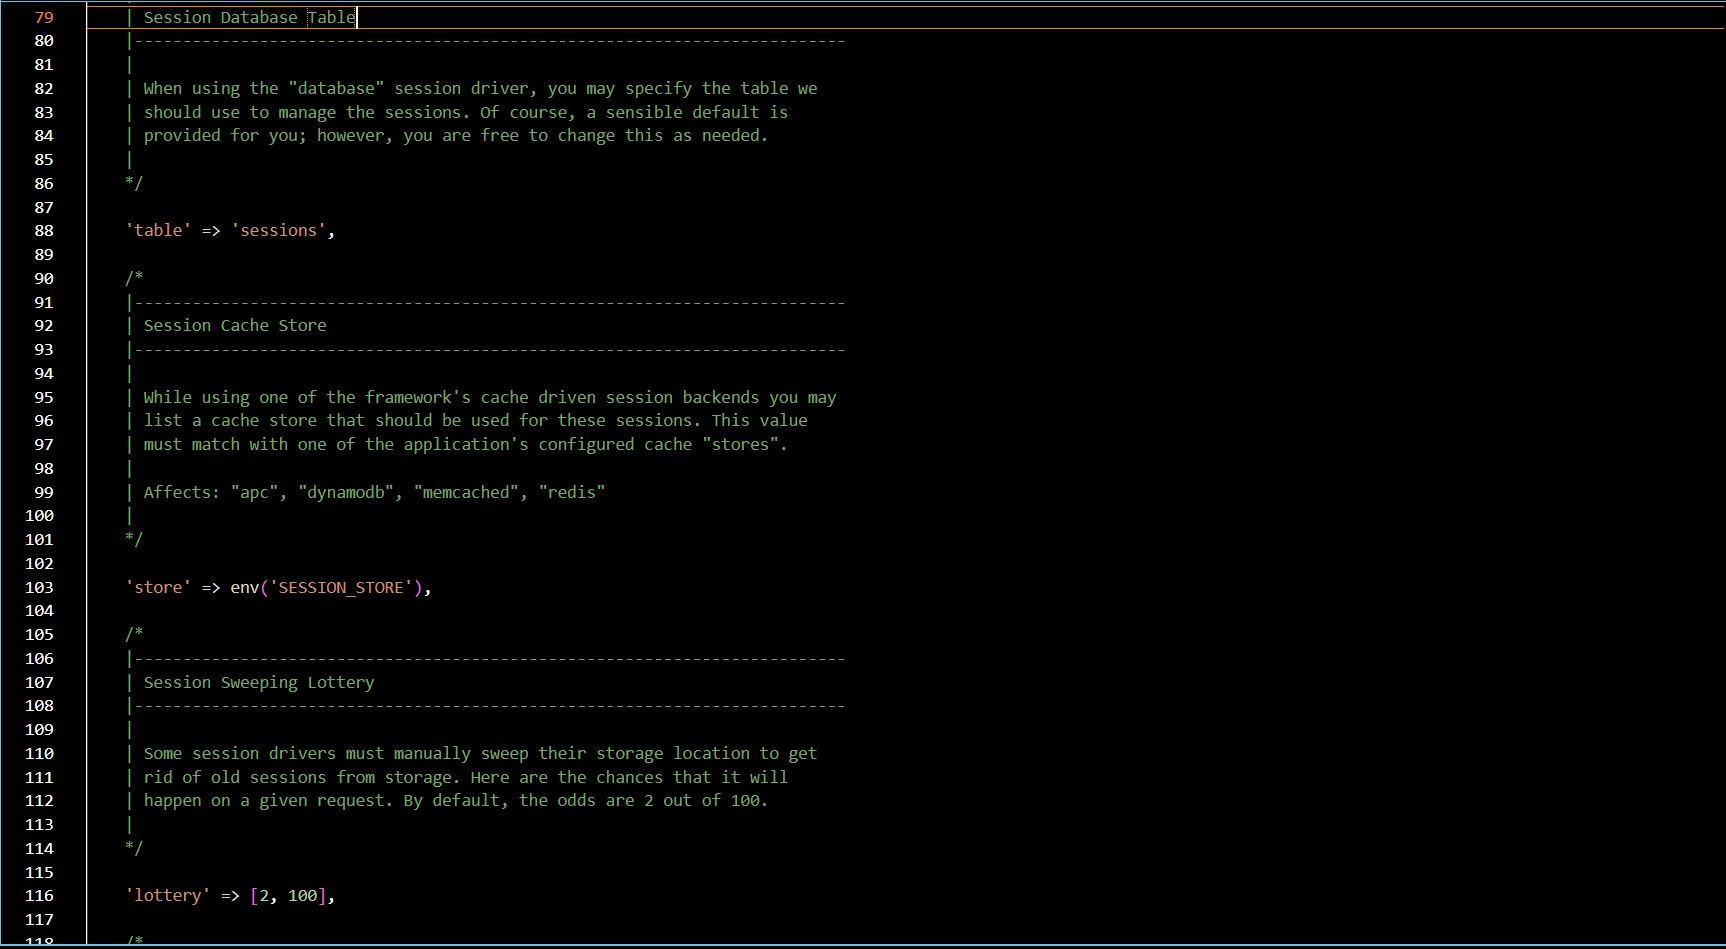 79 | Session Database Table
80 |--------------------------------------------------------------------------
81 |
82 | When using the "database" session driver, you may specify the table we
83 | should use to manage the sessions. Of course, a sensible default is
84 | provided for you; however, you are free to change this as needed.
85 |
86 */
87
88 'table' => 'sessions',
89
90 /*
91 |--------------------------------------------------------------------------
92 | Session Cache Store
93 |--------------------------------------------------------------------------
94 |
95 | While using one of the framework's cache driven session backends you may
96 | list a cache store that should be used for these sessions. This value
97 | must match with one of the application's configured cache "stores".
98 |
99 | Affects: "apc", "dynamodb", "memcached", "redis"
100 |
101 */
102
103 'store' => env('SESSION_STORE'),
104
105 /*
106 |--------------------------------------------------------------------------
107 | Session Sweeping Lottery
108 |--------------------------------------------------------------------------
109 |
110 | Some session drivers must manually sweep their storage location to get
111 | rid of old sessions from storage. Here are the chances that it will
112 | happen on a given request. By default, the odds are 2 out of 100.
113 |
114 */
115
116 'lottery' => [2, 100],
117
118 /*